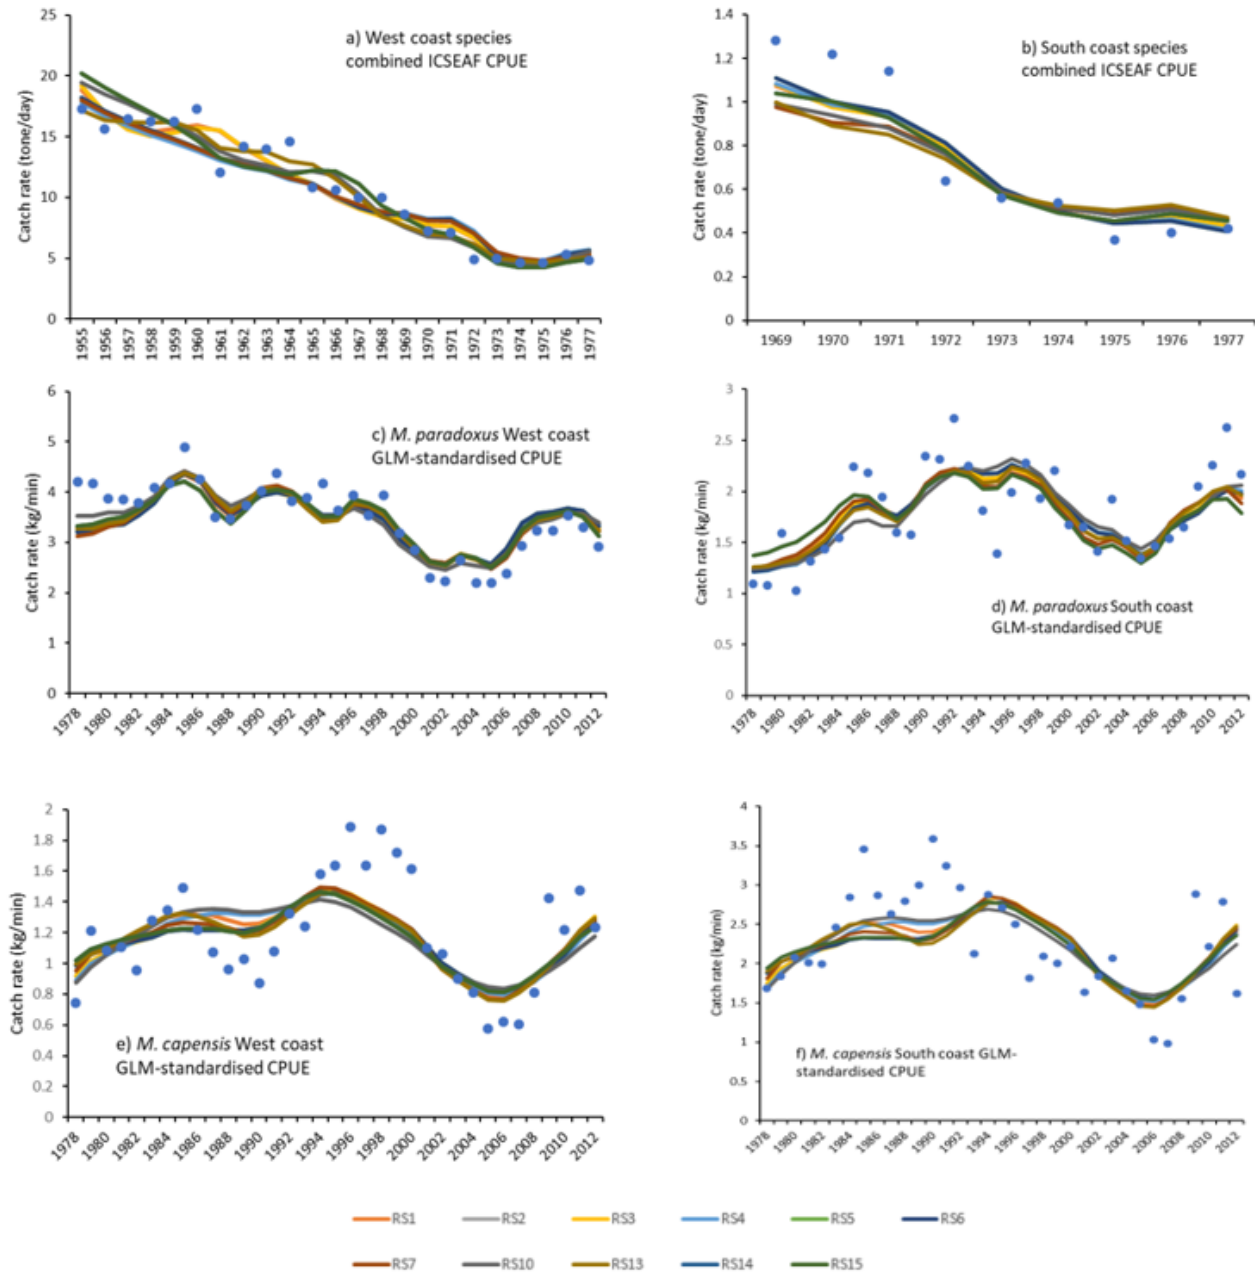 a) West coast species
combined ICSEAF CPUE
Catch rate (tone/day)
25
20
15
10
5
0
1955 1956 1957 1958 1959 1960 1961 1962 1963 1964 1965 1966 1967 1968 1969 1970 1971 1972 1973 1974 1975 1976 1977
b) South coast species
combined ICSEAF CPUE
Catch rate (tone/day)
1.4
1.2
1
0.8
0.6
0.4
0.2
0
1969 1970 1971 1972 1973 1974 1975 1976 1977
c) M. paradoxus West coast
GLM-standardised CPUE
Catch rate (kg/min)
6
5
4
3
2
1
0
1978 1980 1982 1984 1986 1988 1990 1992 1994 1996 1998 2000 2002 2004 2006 2008 2010 2012
d) M. paradoxus South coast
GLM-standardised CPUE
Catch rate (kg/min)
3
2.5
2
1.5
1
0.5
0
1978 1980 1982 1984 1986 1988 1990 1992 1994 1996 1998 2000 2002 2004 2006 2008 2010 2012
e) M. capensis West coast
GLM-standardised CPUE
Catch rate (kg/min)
2
1.8
1.6
1.4
1.2
1
0.8
0.6
0.4
0.2
0
1978 1980 1982 1984 1986 1988 1990 1992 1994 1996 1998 2000 2002 2004 2006 2008 2010 2012
f) M. capensis South coast GLM-
standardised CPUE
Catch rate (kg/min)
4
3.5
3
2.5
2
1.5
1
0.5
0
1978 1980 1982 1984 1986 1988 1990 1992 1994 1996 1998 2000 2002 2004 2006 2008 2010 2012
RS1 RS2 RS3 RS4 RS5 RS6
RS7 RS10 RS13 RS14 RS15